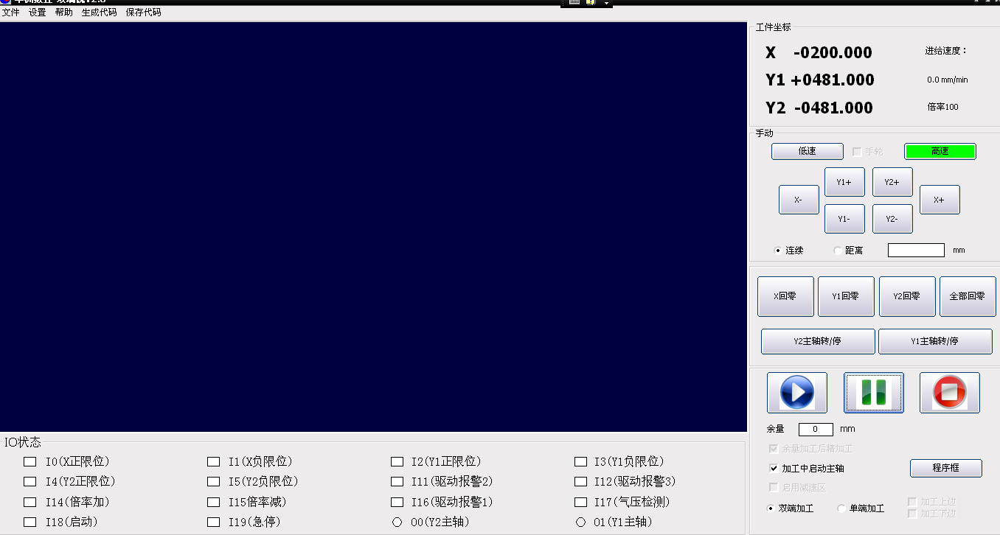 文件 设置 帮助 生成代码 保存代码
工件坐标
X -0200.000 进给速度：
Y1 +0481.000 0.0 mm/min
Y2 -0481.000 倍率100
手动
低速 手轮 高速
Y1+ Y2+
X- X+
Y1- Y2-
连续 距离 mm
X回零 Y1回零 Y2回零 全部回零
Y2主轴转/停 Y1主轴转/停
余量 0 mm
余量加工后精加工
加工中启动主轴 程序框
启用减速区
双端加工 单端加工 加工上边
加工下边
IO状态
I0(X正限位) I1(X负限位) I2(Y1正限位) I3(Y1负限位)
I4(Y2正限位) I5(Y2负限位) I11(驱动报警2) I12(驱动报警3)
I14(倍率加) I15倍率减) I16(驱动报警1) I17(气压检测)
I18(启动) I19(急停) O0(Y2主轴) O1(Y1主轴)